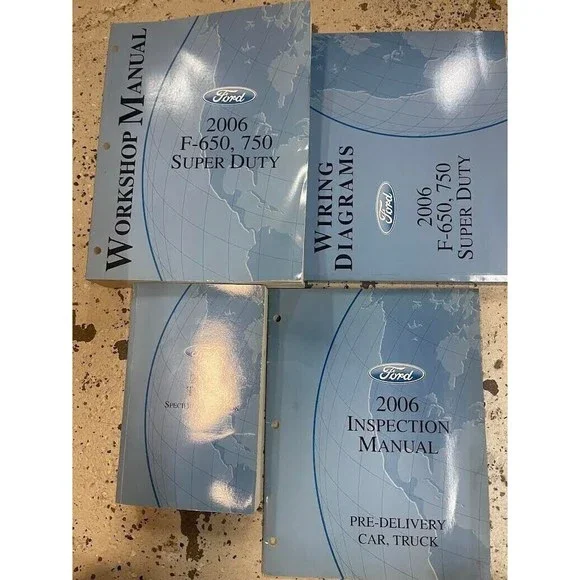 WORKSHOP MANUAL
Ford
2006
F-650, 750
SUPER DUTY
WIRING
DIAGRAMS
Ford
2006
F-650, 750
SUPER DUTY
Ford
2006
INSPECTION
MANUAL
PRE-DELIVERY
CAR, TRUCK